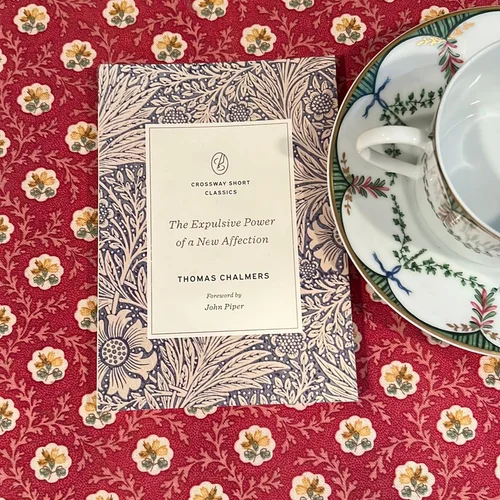 CROSSWAY SHORT
CLASSICS
The Expulsive Power
of a New Affection
THOMAS CHALMERS
Foreword by
John Piper